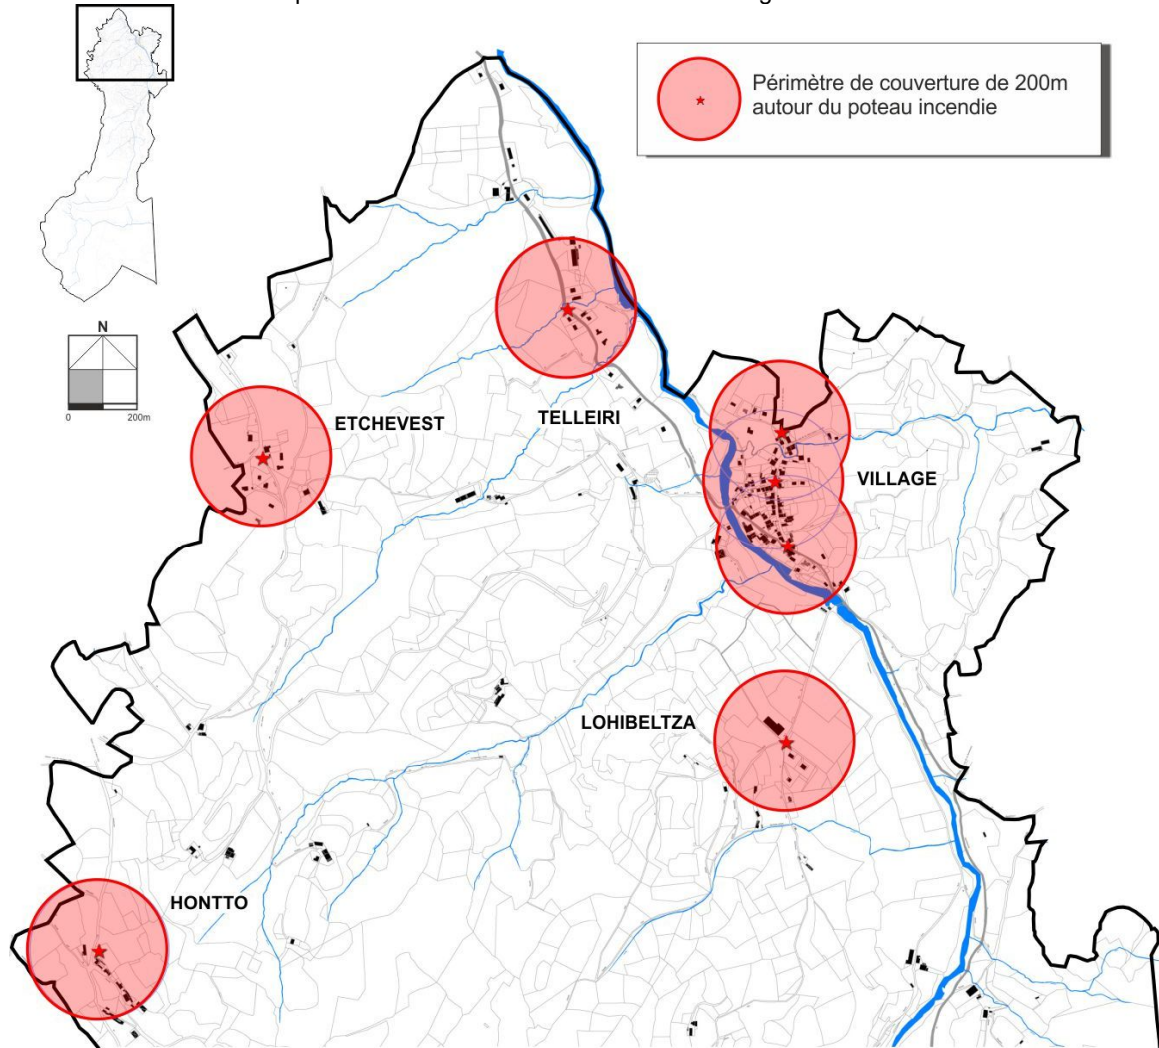 Périmètre de couverture de 200m
autour du poteau incendie
N
0 200m
ETCHEVEST
TELLEIRI
VILLAGE
LOHIBELTZA
HONTTO